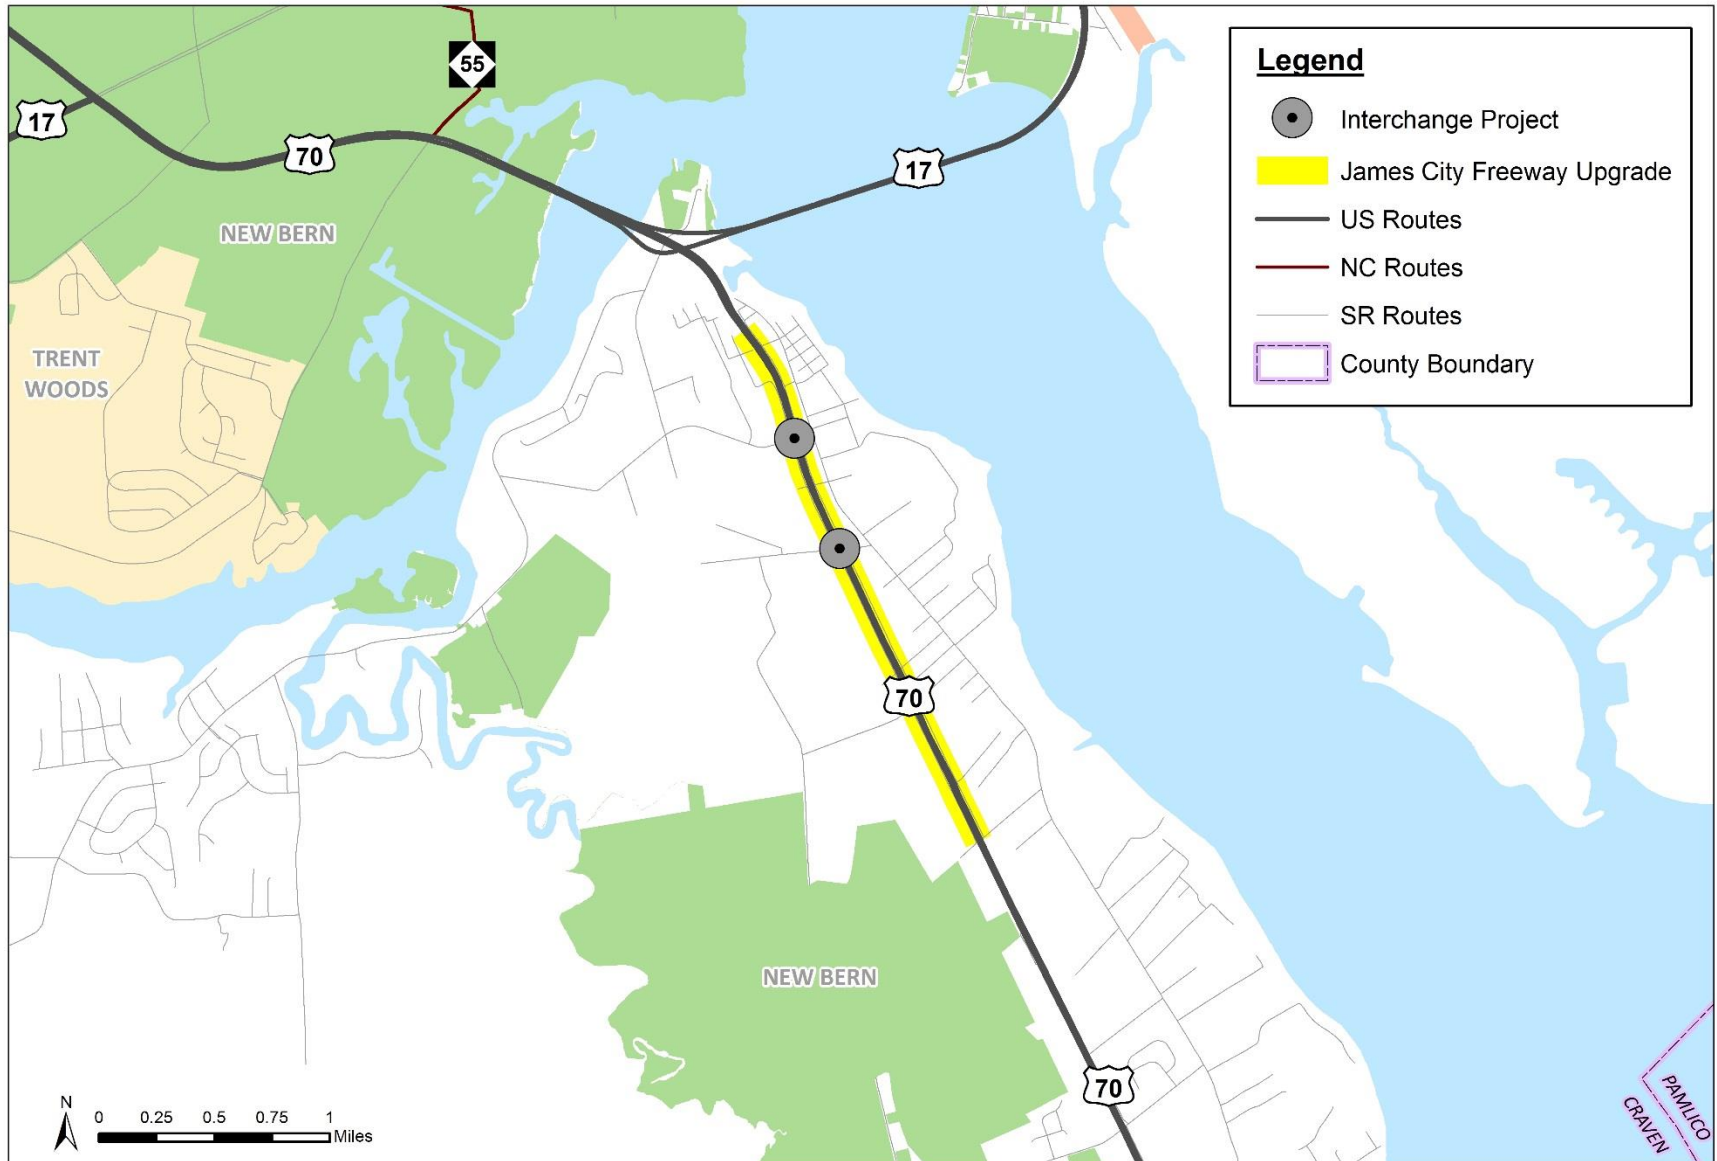 55
17
70
17
NEW BERN
TRENT
WOODS
Legend
Interchange Project
James City Freeway Upgrade
US Routes
NC Routes
SR Routes
County Boundary
70
NEW BERN
70
PAMLICO
CRAVEN
N
0 0.25 0.5 0.75 1
Miles